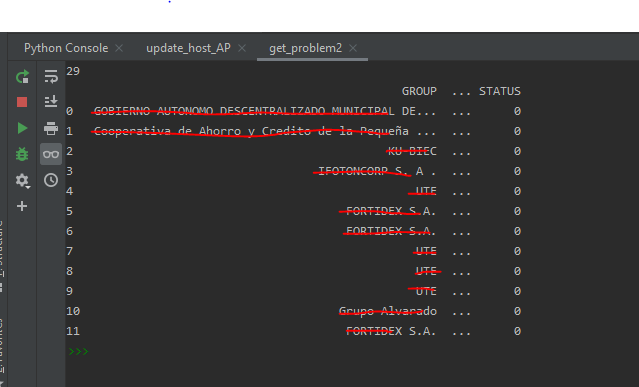 Python Console × update_host_AP × get_problem2 ×
29
GROUP ... STATUS
0 GOBIERNO AUTONOMO DESCENTRALIZADO MUNICIPAL DE... ... 0
1 Cooperativa de Ahorro y Credito de la Pequeña ... ... 0
2 KU-BIEC ... 0
3 IFOTONCORP S. A . ... 0
4 UTE ... 0
5 FORTIDEX S.A. ... 0
6 FORTIDEX S.A. ... 0
7 UTE ... 0
8 UTE ... 0
9 UTE ... 0
10 Grupo Alvarado ... 0
11 FORTIDEX S.A. ... 0
>>>